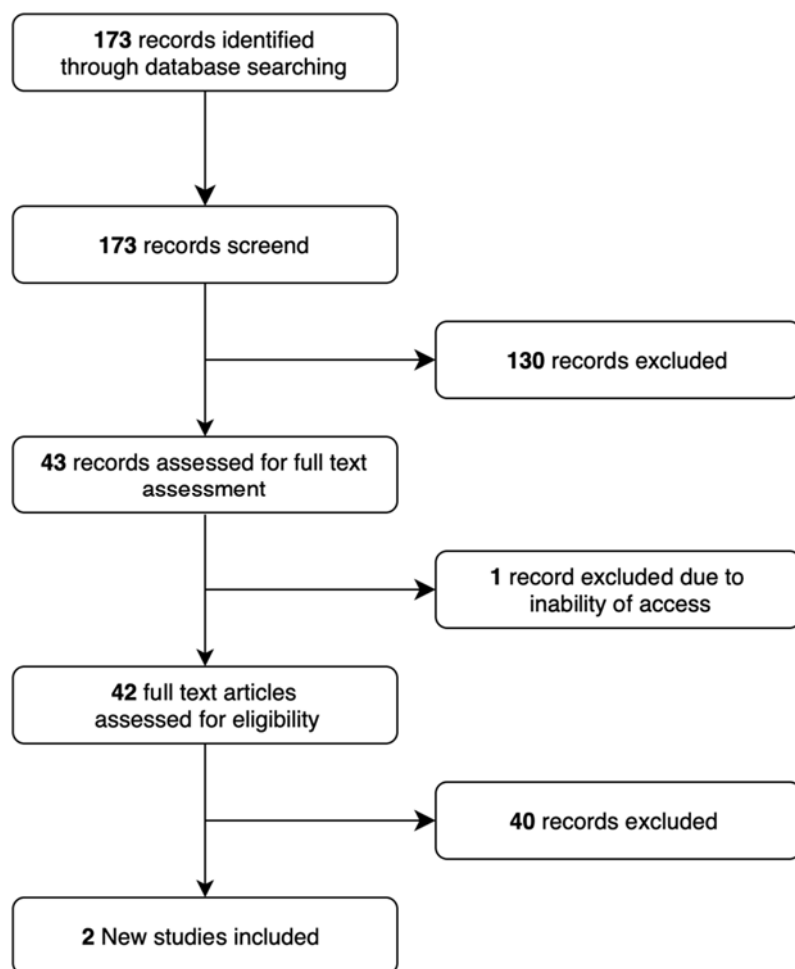 173 records identified
through database searching
173 records screend
130 records excluded
43 records assessed for full text
assessment
1 record excluded due to
inability of access
42 full text articles
assessed for eligibility
40 records excluded
2 New studies included